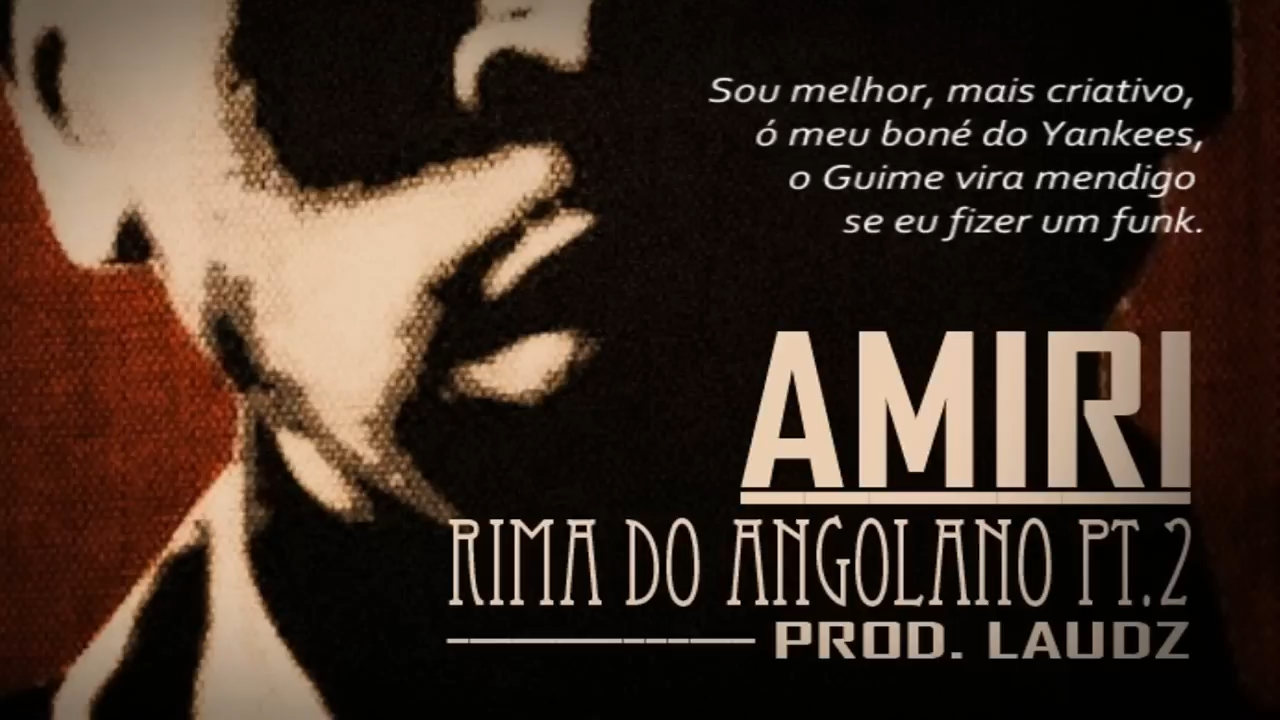 Sou melhor, mais criativo,
ó meu boné do Yankees,
o Guime vira mendigo
se eu fizer um funk.
AMIRI
RIMA DO ANGOLANO PT.2
PROD. LAUDZ